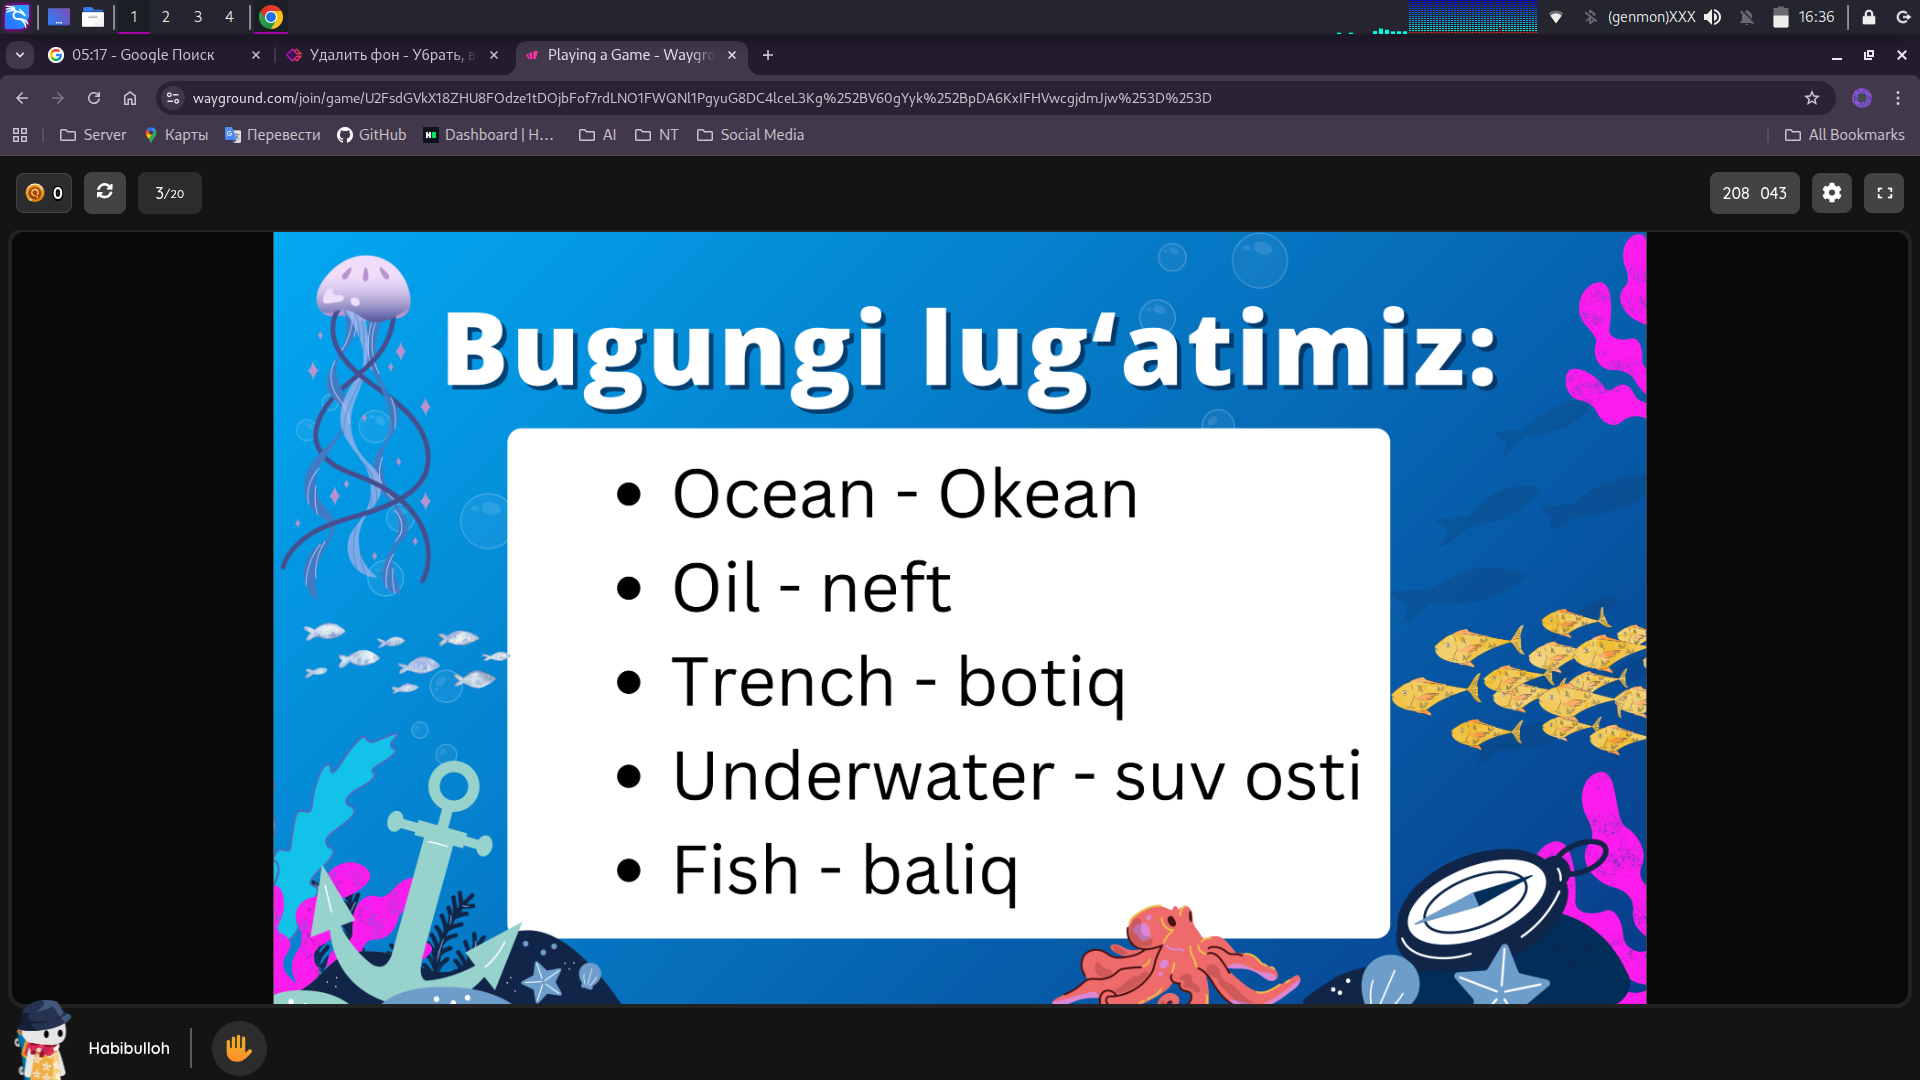 1 2 3 4 (genmon)XXX 16:36
05:17 - Google Поиск Удалить фон - Убрать, в Playing a Game - Waygro
wayground.com/join/game/U2FsdGVkX18ZHU8FOdze1tDOjbFof7rdLNO1FWQNl1PgyuG8DC4lceL3Kg%252BV60gYyk%252BpDA6KxIFHVwcgjdmJjw%253D%253D
Server Карты Перевести GitHub Dashboard | H... AI NT Social Media All Bookmarks
0 3/20 208 043
Bugungi lug‘atimiz:
• Ocean - Okean
• Oil - neft
• Trench - botiq
• Underwater - suv osti
• Fish - baliq
Habibulloh